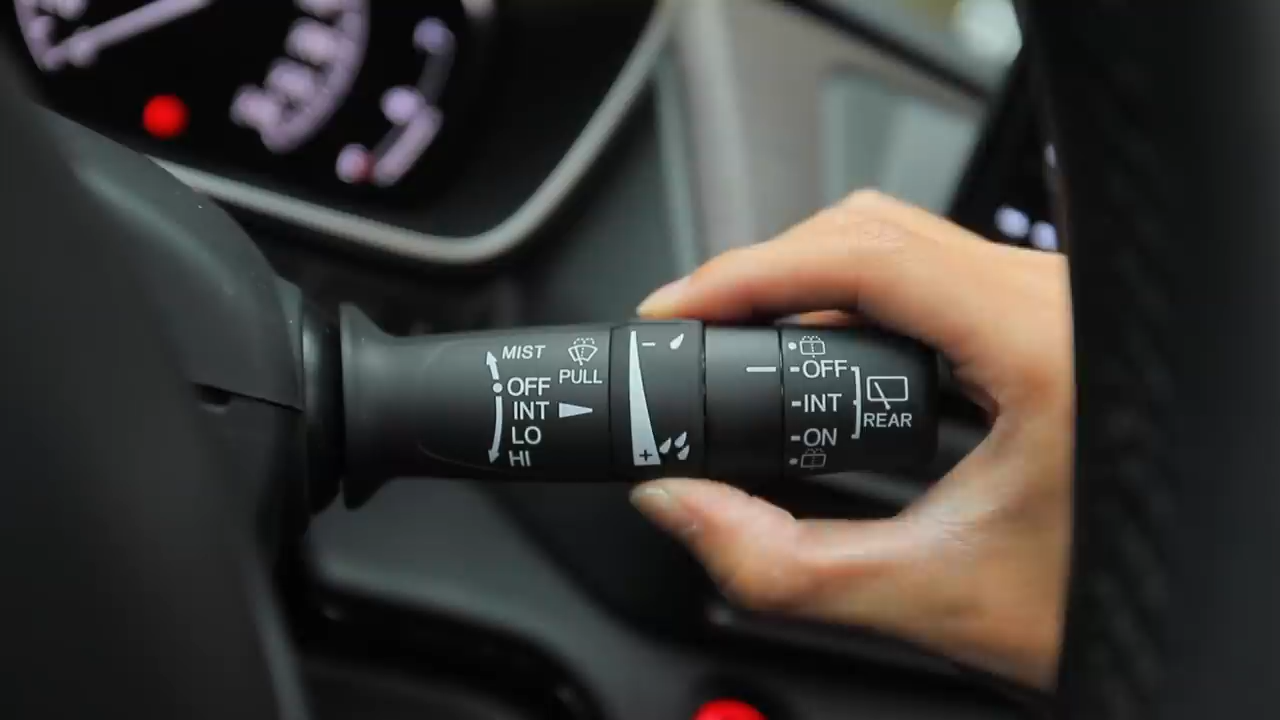 MIST
PULL
OFF
INT
LO
HI
-
+
OFF
INT
ON
REAR